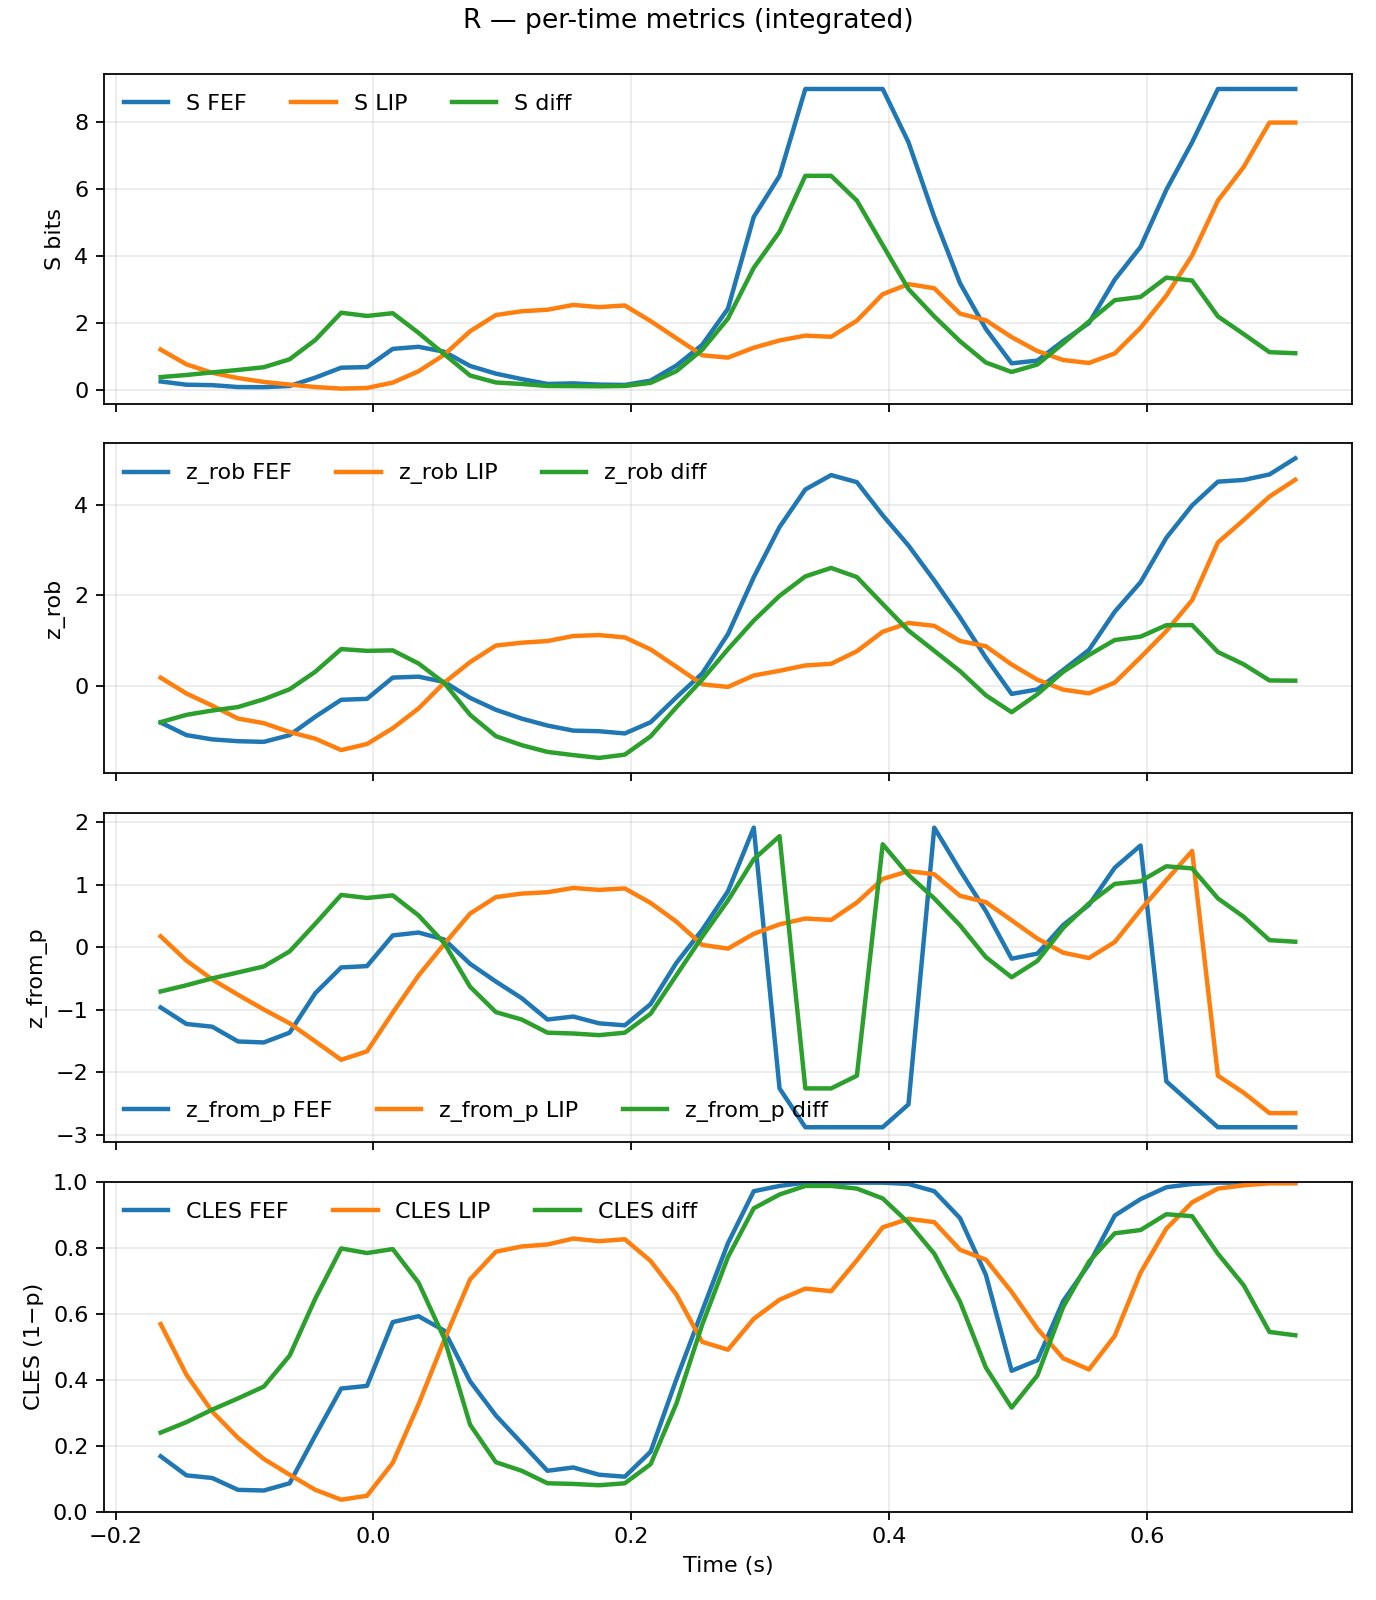 R — per-time metrics (integrated)
S FEF S LIP S diff
8
6
4
2
0
S bits
z_rob FEF z_rob LIP z_rob diff
4
2
0
z_rob
2
1
0
−1
−2
−3
z_from_p
z_from_p FEF z_from_p LIP z_from_p diff
CLES FEF CLES LIP CLES diff
1.0
0.8
0.6
0.4
0.2
0.0
CLES (1−p)
−0.2 0.0 0.2 0.4 0.6
Time (s)